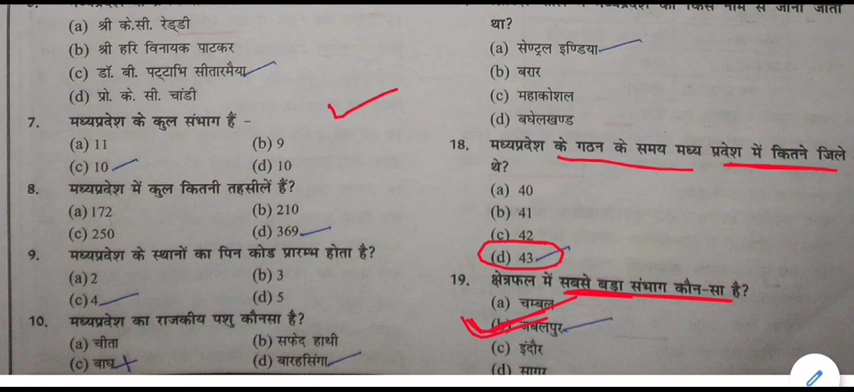 (a) श्री के.सी. रेड्डी
(b) श्री हरि विनायक पाटकर
(c) डॉ. बी. पट्टाभि सीतारमैया
(d) प्रो. के. सी. चांडी
7. मध्यप्रदेश के कुल संभाग हैं -
(a) 11 (b) 9
(c) 10 (d) 10
8. मध्यप्रदेश में कुल कितनी तहसीलें हैं?
(a) 172 (b) 210
(c) 250 (d) 369
9. मध्यप्रदेश के स्थानों का पिन कोड प्रारम्भ होता है?
(a) 2 (b) 3
(c) 4 (d) 5
10. मध्यप्रदेश का राजकीय पशु कौनसा है?
(a) चीता (b) सफेद हाथी
(c) बाघ (d) बारहसिंगा
को किस नाम से जाना जाता
था?
(a) सेण्ट्रल इण्डिया
(b) बरार
(c) महाकोशल
(d) बघेलखण्ड
18. मध्यप्रदेश के गठन के समय मध्य प्रदेश में कितने जिले
थे?
(a) 40
(b) 41
(c) 42
(d) 43
19. क्षेत्रफल में सबसे बड़ा संभाग कौन-सा है?
(a) चम्बल
(b) जबलपुर
(c) इंदौर
(d) सागर